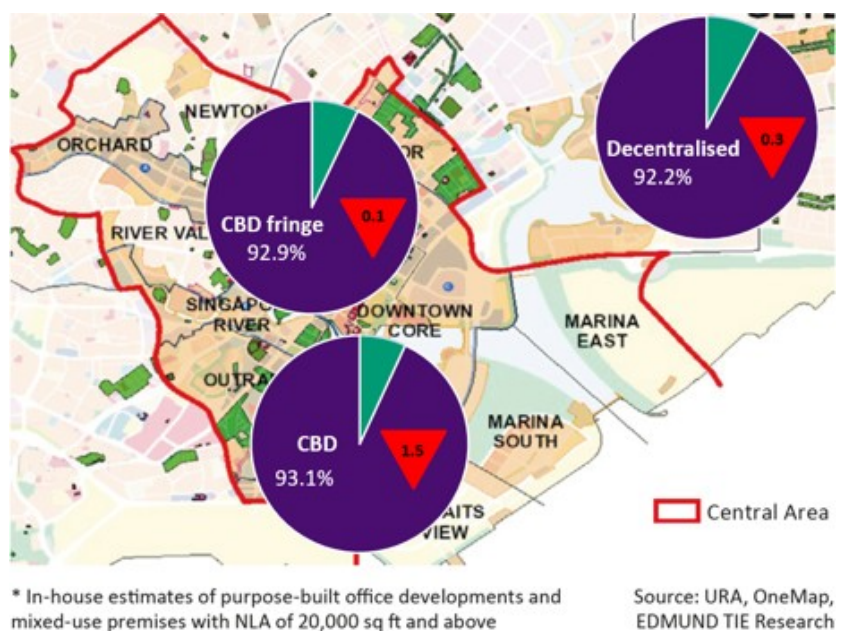 NEWTON
ORCHARD
OR
Decentralised
92.2%
0.3
CBD fringe
92.9%
0.1
RIVER VAL
SINGAPO
RIVER
DOWNTOWN
CORE
MARINA
EAST
OUTRA
CBD
93.1%
1.5
MARINA
SOUTH
AITS
VIEW
Central Area
* In-house estimates of purpose-built office developments and
mixed-use premises with NLA of 20,000 sq ft and above
Source: URA, OneMap,
EDMUND TIE Research